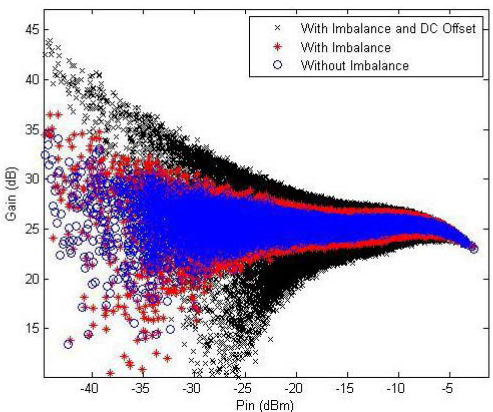 × With Imbalance and DC Offset
* With Imbalance
○ Without Imbalance
Gain (dB)
45
40
35
30
25
20
15
-40 -35 -30 -25 -20 -15 -10 -5
Pin (dBm)